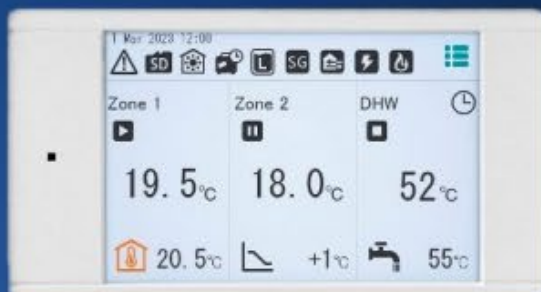 1 Mar 2023 12:00
SD L SG
Zone 1 Zone 2 DHW
19.5℃ 18.0℃ 52℃
20.5℃ +1℃ 55℃